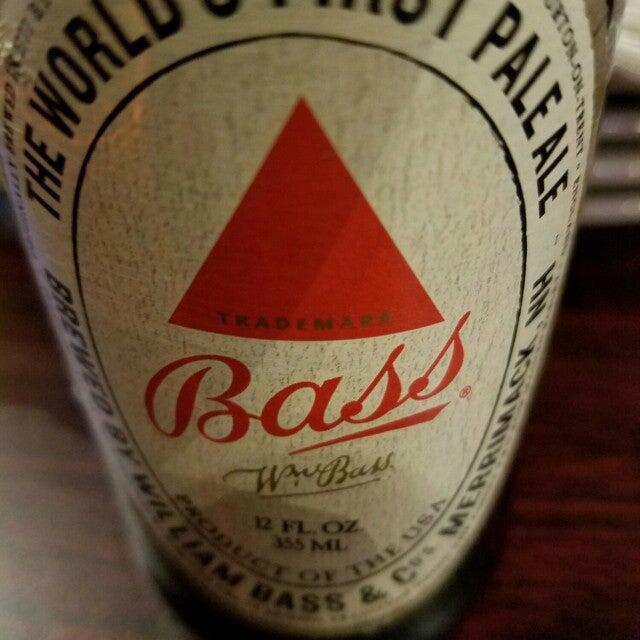 THE WORLD'S FIRST PALE ALE
TRADEMARK
Bass®
Wm Bass
12 FL. OZ.
355 ML
PRODUCT OF THE USA
BREWED BY WILLIAM BASS & Cos MERRIMACK, NH